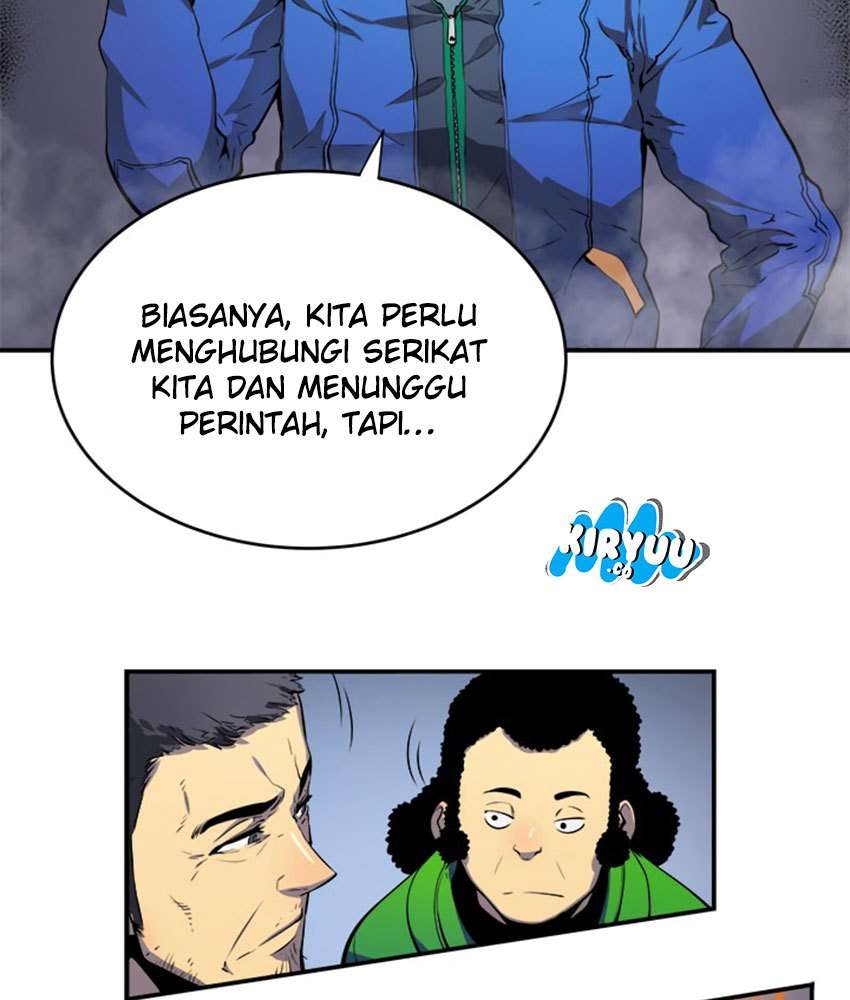 BIASANYA, KITA PERLU
MENGHUBUNGI SERIKAT
KITA DAN MENUNGGU
PERINTAH, TAPI...
KIRYUU
.CO